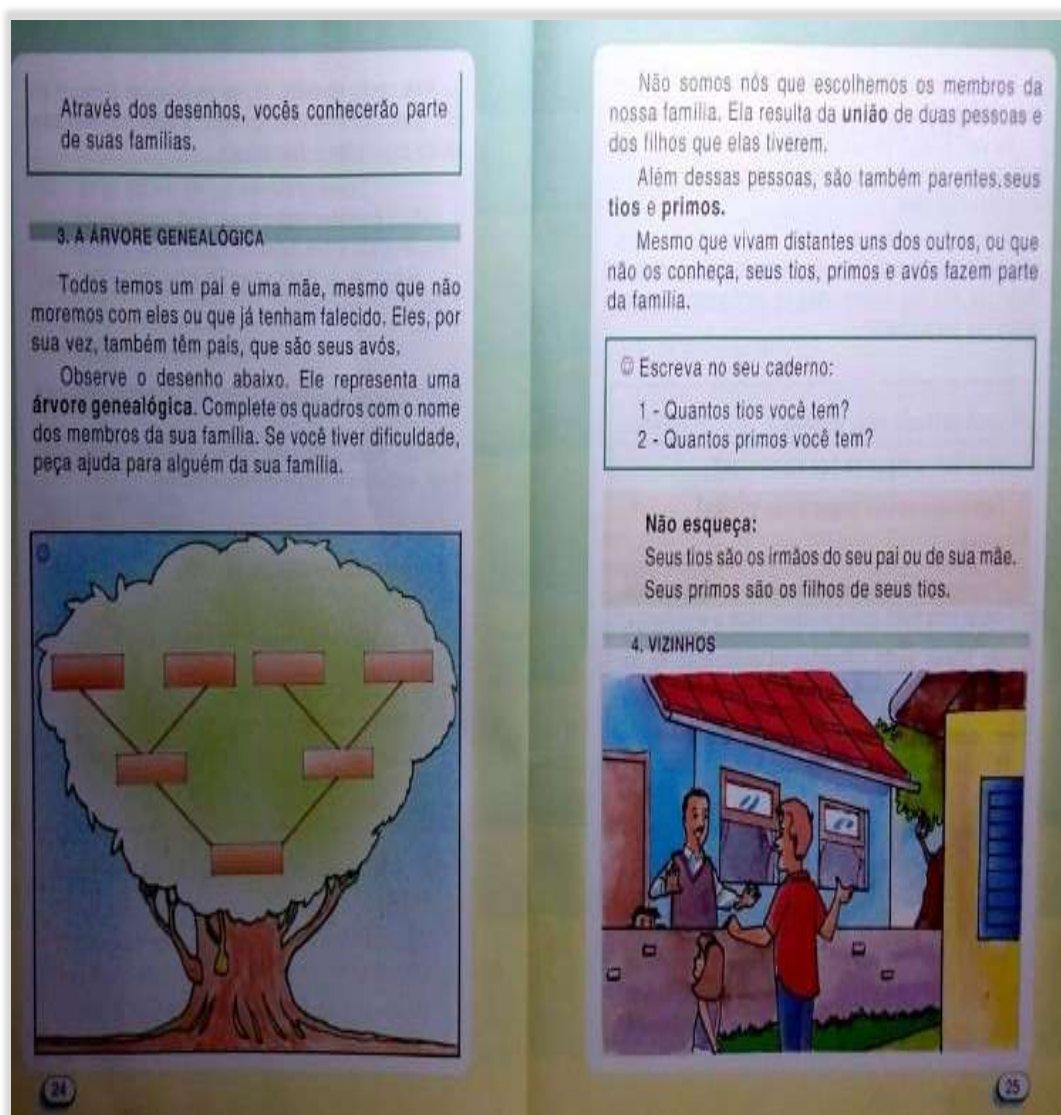 Através dos desenhos, vocês conhecerão parte
de suas famílias.
3. A ÁRVORE GENEALÓGICA
Todos temos um pai e uma mãe, mesmo que não
moremos com eles ou que já tenham falecido. Eles, por
sua vez, também têm pais, que são seus avós.
Observe o desenho abaixo. Ele representa uma
árvore genealógica. Complete os quadros com o nome
dos membros da sua família. Se você tiver dificuldade,
peça ajuda para alguém da sua família.
24
Não somos nós que escolhemos os membros da
nossa família. Ela resulta da união de duas pessoas e
dos filhos que elas tiverem.
Além dessas pessoas, são também parentes,seus
tios e primos.
Mesmo que vivam distantes uns dos outros, ou que
não os conheça, seus tios, primos e avós fazem parte
da família.
Escreva no seu caderno:
1 - Quantos tios você tem?
2 - Quantos primos você tem?
Não esqueça:
Seus tios são os irmãos do seu pai ou de sua mãe.
Seus primos são os filhos de seus tios.
4. VIZINHOS
25